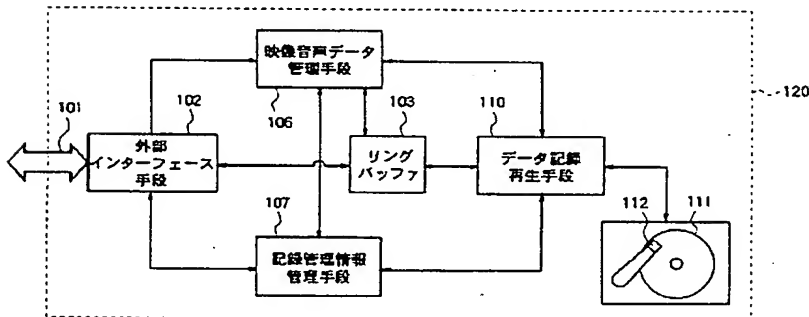 映像音声データ
管理手段
106
101
102
外部
インターフェース
手段
103
リング
バッファ
110
データ記録
再生手段
120
107
記録管理情報
管理手段
112
111